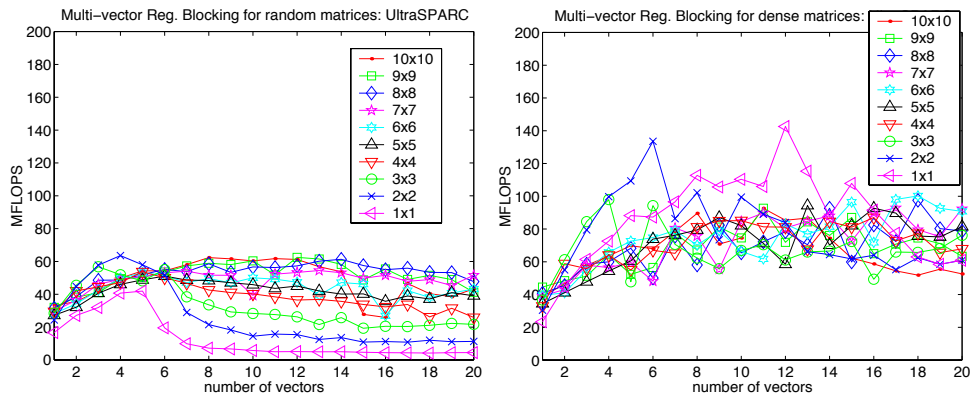 Multi-vector Reg. Blocking for random matrices: UltraSPARC
200
180
160
140
120
100
80
60
40
20
0
MFLOPS
2 4 6 8 10 12 14 16 18 20
number of vectors
10x10
9x9
8x8
7x7
6x6
5x5
4x4
3x3
2x2
1x1
Multi-vector Reg. Blocking for dense matrices:
200
180
160
140
120
100
80
60
40
20
0
MFLOPS
2 4 6 8 10 12 14 16 18 20
number of vectors
10x10
9x9
8x8
7x7
6x6
5x5
4x4
3x3
2x2
1x1